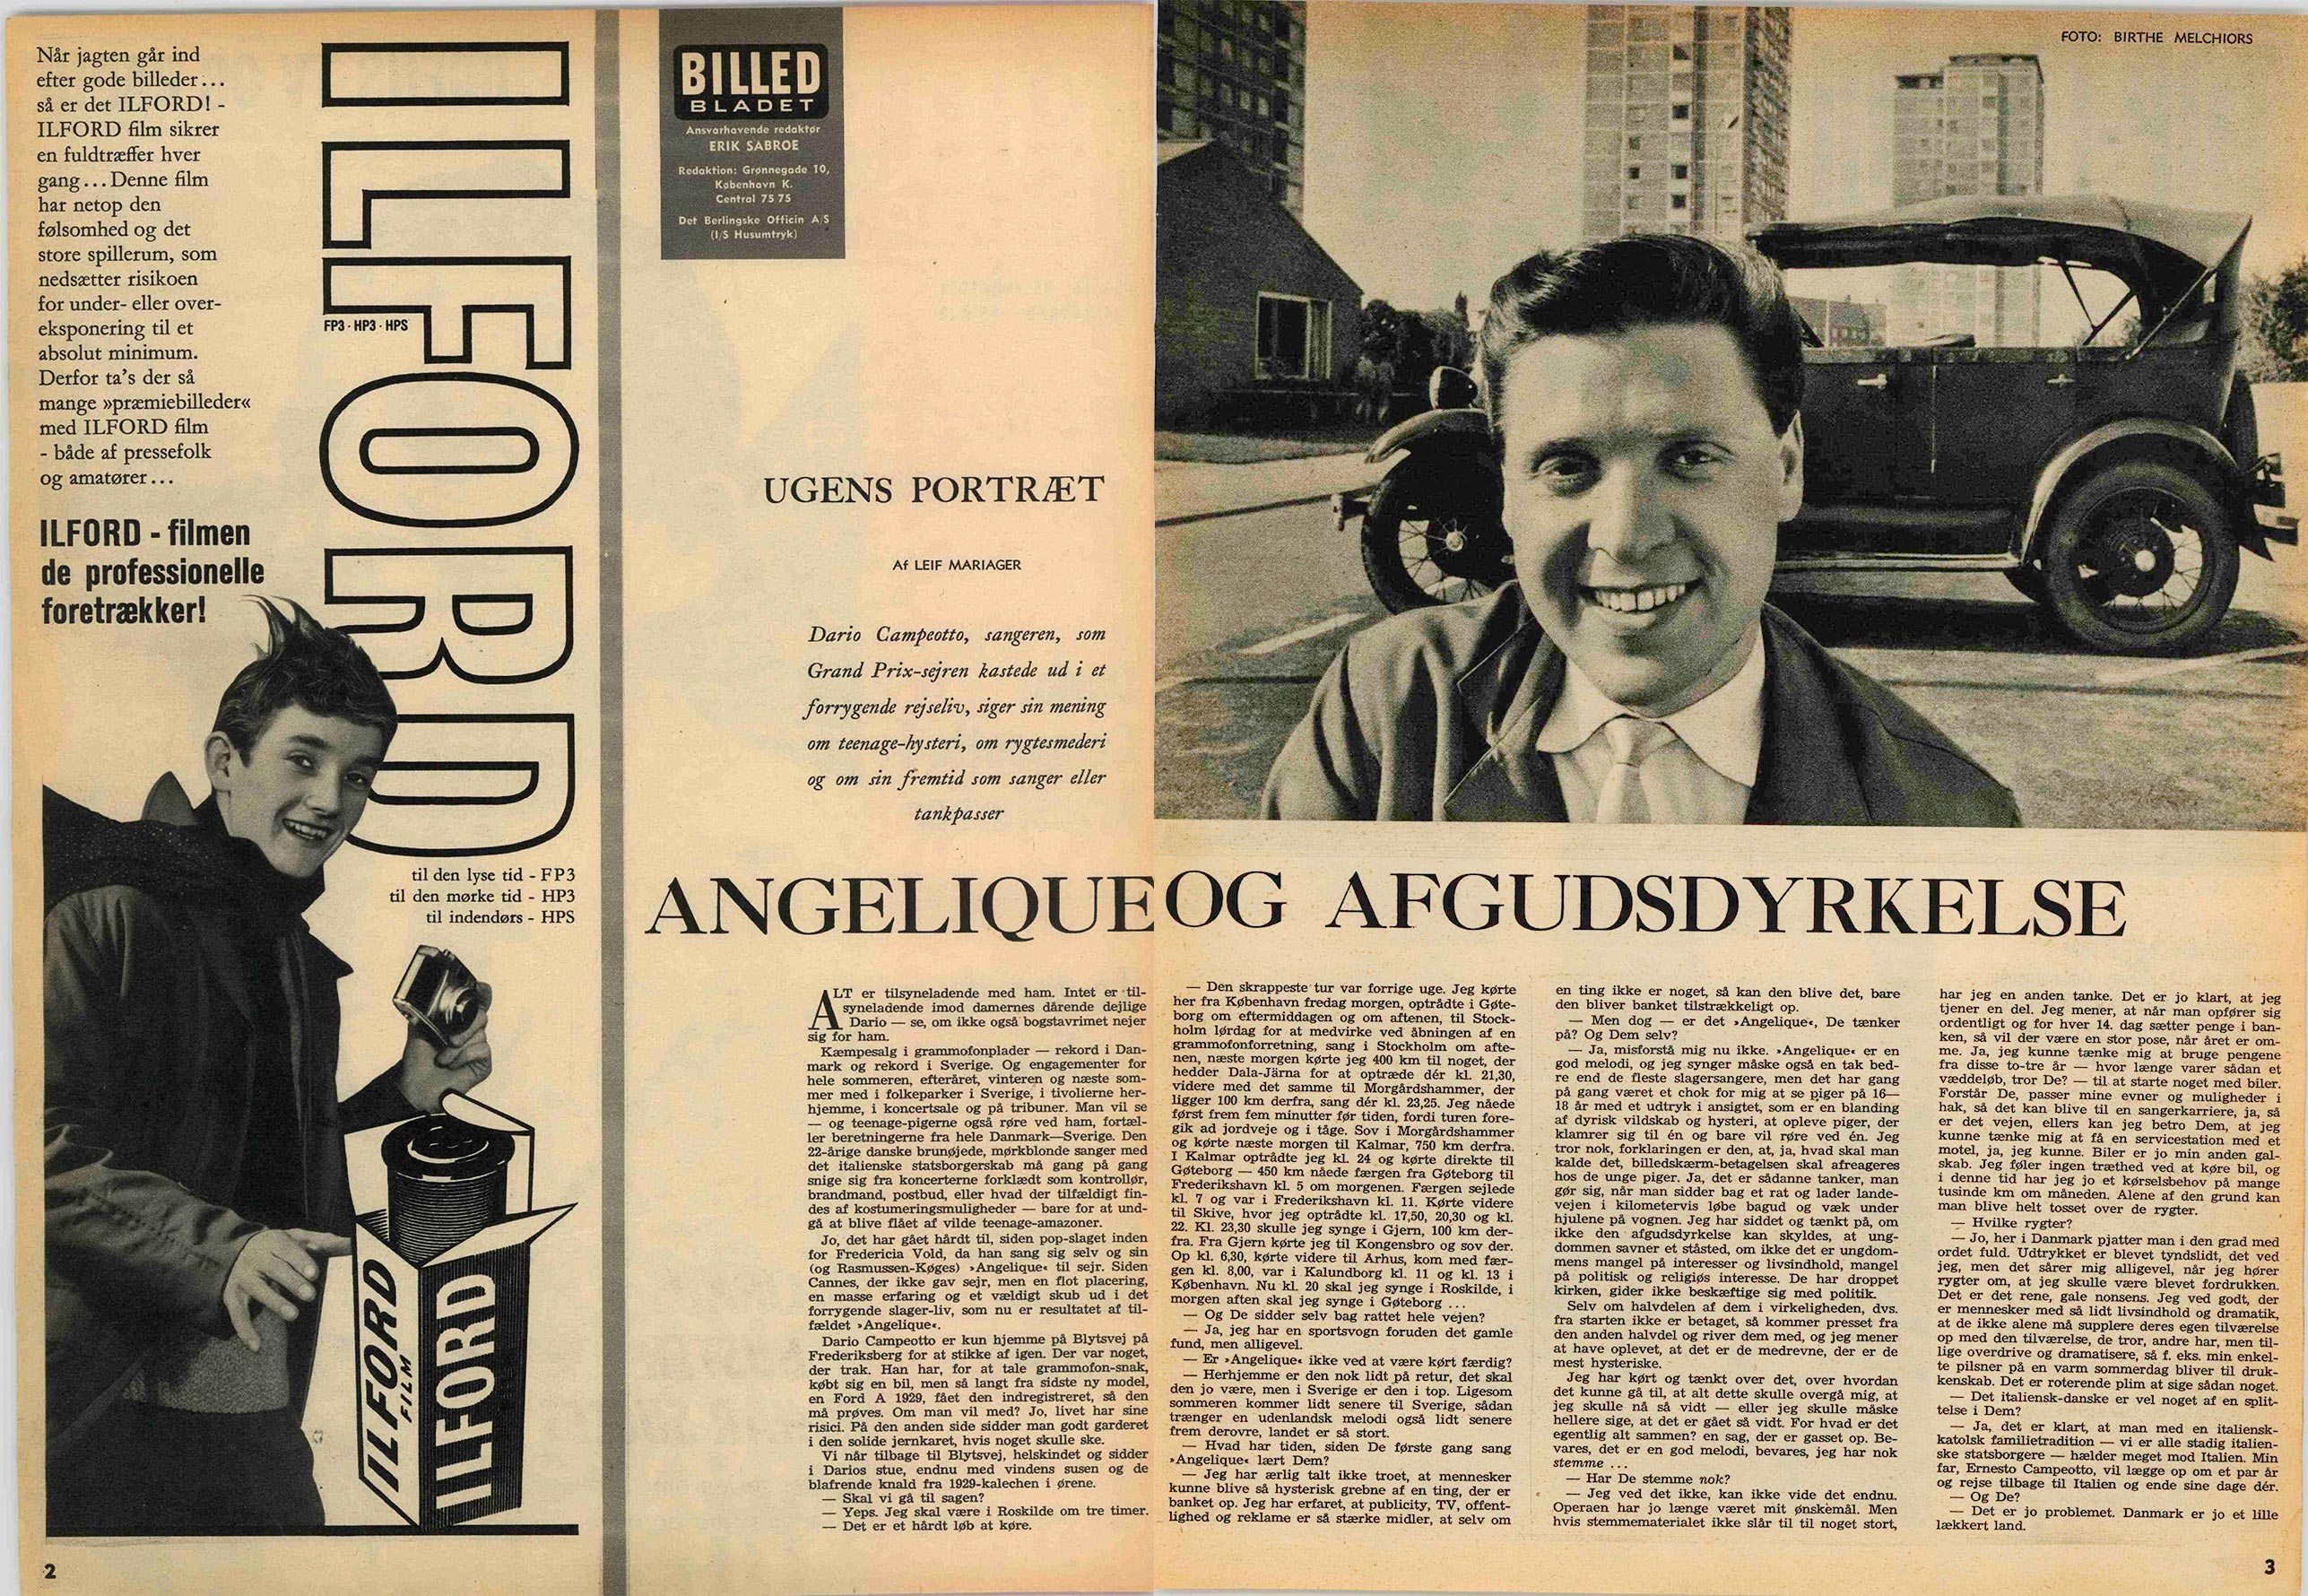 Når jagten går ind
efter gode billeder...
så er det ILFORD! -
ILFORD film sikrer
en fuldtræffer hver
gang...Denne film
har netop den
følsomhed og det
store spillerum, som
nedsætter risikoen
for under- eller over-
eksponering til et
absolut minimum.
Derfor ta's der så
mange »præmiebilleder«
med ILFORD film
- både af pressefolk
og amatører...
ILFORD - filmen
de professionelle
foretrækker!
ILFORD
FP3 · HP3 · HPS
til den lyse tid - FP3
til den mørke tid - HP3
til indendørs - HPS
ILFORD
FILM
ILFORD
2
BILLED
BLADET
Ansvarhavende redaktør
ERIK SABROE
Redaktion: Grønnegade 10,
København K.
Central 75 75
Det Berlingske Officin A/S
(I/S Husumtryk)
UGENS PORTRÆT
Af LEIF MARIAGER
Dario Campeotto, sangeren, som
Grand Prix-sejren kastede ud i et
forrygende rejseliv, siger sin mening
om teenage-hysteri, om rygtesmederi
og om sin fremtid som sanger eller
tankpasser
FOTO: BIRTHE MELCHIORS
ANGELIQUE OG AFGUDSDYRKELSE
ALT er tilsyneladende med ham. Intet er til-
syneladende imod damernes dårende dejlige
Dario — se, om ikke også bogstavrimet nejer
sig for ham.
Kæmpesalg i grammofonplader — rekord i Dan-
mark og rekord i Sverige. Og engagementer for
hele sommeren, efteråret, vinteren og næste som-
mer med i folkeparker i Sverige, i tivolierne her-
hjemme, i koncertsale og på tribuner. Man vil se
— og teenage-pigerne også røre ved ham, fortæl-
ler beretningerne fra hele Danmark—Sverige. Den
22-årige danske brunøjede, mørkblonde sanger med
det italienske statsborgerskab må gang på gang
snige sig fra koncerterne forklædt som kontrollør,
brandmand, postbud, eller hvad der tilfældigt fin-
des af kostumeringsmuligheder — bare for at und-
gå at blive flået af vilde teenage-amazoner.
Jo, det har gået hårdt til, siden pop-slaget inden
for Fredericia Vold, da han sang sig selv og sin
(og Rasmussen-Køges) »Angelique« til sejr. Siden
Cannes, der ikke gav sejr, men en flot placering,
en masse erfaring og et vældigt skub ud i det
forrygende slager-liv, som nu er resultatet af til-
fældet »Angelique«.
Dario Campeotto er kun hjemme på Blytsvej på
Frederiksberg for at stikke af igen. Der var noget,
der trak. Han har, for at tale grammofon-snak,
købt sig en bil, men så langt fra sidste ny model,
en Ford A 1929, fået den indregistreret, så den
må prøves. Om man vil med? Jo, livet har sine
risici. På den anden side sidder man godt garderet
i den solide jernkaret, hvis noget skulle ske.
Vi når tilbage til Blytsvej, helskindet og sidder
i Darios stue, endnu med vindens susen og de
blafrende knald fra 1929-kalechen i ørene.
— Skal vi gå til sagen?
— Yeps. Jeg skal være i Roskilde om tre timer.
— Det er et hårdt løb at køre.
— Den skrappeste tur var forrige uge. Jeg kørte
her fra København fredag morgen, optrådte i Gøte-
borg om eftermiddagen og om aftenen, til Stock-
holm lørdag for at medvirke ved åbningen af en
grammofonforretning, sang i Stockholm om afte-
nen, næste morgen kørte jeg 400 km til noget, der
hedder Dala-Järna for at optræde dér kl. 21,30,
videre med det samme til Morgårdshammer, der
ligger 100 km derfra, sang dér kl. 23,25. Jeg nåede
først frem fem minutter før tiden, fordi turen fore-
gik ad jordveje og i tåge. Sov i Morgårdshammer
og kørte næste morgen til Kalmar, 750 km derfra.
I Kalmar optrådte jeg kl. 24 og kørte direkte til
Gøteborg — 450 km nåede færgen fra Gøteborg til
Frederikshavn kl. 5 om morgenen. Færgen sejlede
kl. 7 og var i Frederikshavn kl. 11. Kørte videre
til Skive, hvor jeg optrådte kl. 17,50, 20,30 og kl.
22. Kl. 23,30 skulle jeg synge i Gjern, 100 km der-
fra. Fra Gjern kørte jeg til Kongensbro og sov der.
Op kl. 6,30, kørte videre til Arhus, kom med fær-
gen kl. 8,00, var i Kalundborg kl. 11 og kl. 13 i
København. Nu kl. 20 skal jeg synge i Roskilde, i
morgen aften skal jeg synge i Gøteborg ...
— Og De sidder selv bag rattet hele vejen?
— Ja, jeg har en sportsvogn foruden det gamle
fund, men alligevel.
— Er »Angelique« ikke ved at være kørt færdig?
— Herhjemme er den nok lidt på retur, det skal
den jo være, men i Sverige er den i top. Ligesom
sommeren kommer lidt senere til Sverige, sådan
trænger en udenlandsk melodi også lidt senere
frem derovre, landet er så stort.
— Hvad har tiden, siden De første gang sang
»Angelique« lært Dem?
— Jeg har ærlig talt ikke troet, at mennesker
kunne blive så hysterisk grebne af en ting, der er
banket op. Jeg har erfaret, at publicity, TV, offent-
lighed og reklame er så stærke midler, at selv om
en ting ikke er noget, så kan den blive det, bare
den bliver banket tilstrækkeligt op.
— Men dog — er det »Angelique«, De tænker
på? Og Dem selv?
— Ja, misforstå mig nu ikke. »Angelique« er en
god melodi, og jeg synger måske også en tak bed-
re end de fleste slagersangere, men det har gang
på gang været et chok for mig at se piger på 16—
18 år med et udtryk i ansigtet, som er en blanding
af dyrisk vildskab og hysteri, at opleve piger, der
klamrer sig til én og bare vil røre ved én. Jeg
tror nok, forklaringen er den, at, ja, hvad skal man
kalde det, billedskærm-betagelsen skal afreageres
hos de unge piger. Ja, det er sådanne tanker, man
gør sig, når man sidder bag et rat og lader lande-
vejen i kilometervis løbe bagud og væk under
hjulene på vognen. Jeg har siddet og tænkt på, om
ikke den afgudsdyrkelse kan skyldes, at ung-
dommen savner et ståsted, om ikke det er ungdom-
mens mangel på interesser og livsindhold, mangel
på politisk og religiøs interesse. De har droppet
kirken, gider ikke beskæftige sig med politik.
Selv om halvdelen af dem i virkeligheden, dvs.
fra starten ikke er betaget, så kommer presset fra
den anden halvdel og river dem med, og jeg mener
at have oplevet, at det er de medrevne, der er de
mest hysteriske.
Jeg har kørt og tænkt over det, over hvordan
det kunne gå til, at alt dette skulle overgå mig, at
jeg skulle nå så vidt — eller jeg skulle måske
hellere sige, at det er gået så vidt. For hvad er det
egentlig alt sammen? en sag, der er gasset op. Be-
vares, det er en god melodi, bevares, jeg har nok
stemme ...
— Har De stemme nok?
— Jeg ved det ikke, kan ikke vide det endnu.
Operaen har jo længe været mit ønskemål. Men
hvis stemmematerialet ikke slår til til noget stort,
har jeg en anden tanke. Det er jo klart, at jeg
tjener en del. Jeg mener, at når man opfører sig
ordentligt og for hver 14. dag sætter penge i ban-
ken, så vil der være en stor pose, når året er om-
me. Ja, jeg kunne tænke mig at bruge pengene
fra disse to-tre år — hvor længe varer sådan et
væddeløb, tror De? — til at starte noget med biler.
Forstår De, passer mine evner og muligheder i
hak, så det kan blive til en sangerkarriere, ja, så
er det vejen, ellers kan jeg betro Dem, at jeg
kunne tænke mig at få en servicestation med et
motel, ja, jeg kunne. Biler er jo min anden gal-
skab. Jeg føler ingen træthed ved at køre bil, og
i denne tid har jeg jo et kørselsbehov på mange
tusinde km om måneden. Alene af den grund kan
man blive helt tosset over de rygter.
— Hvilke rygter?
— Jo, her i Danmark pjatter man i den grad med
ordet fuld. Udtrykket er blevet tyndslidt, det ved
jeg, men det sårer mig alligevel, når jeg hører
rygter om, at jeg skulle være blevet fordrukken.
Det er det rene, gale nonsens. Jeg ved godt, der
er mennesker med så lidt livsindhold og dramatik,
at de ikke alene må supplere deres egen tilværelse
op med den tilværelse, de tror, andre har, men til-
lige overdrive og dramatisere, så f. eks. min enkel-
te pilsner på en varm sommerdag bliver til druk-
kenskab. Det er roterende plim at sige sådan noget.
— Det italiensk-danske er vel noget af en split-
telse i Dem?
— Ja, det er klart, at man med en italiensk-
katolsk familietradition — vi er alle stadig italien-
ske statsborgere — hælder meget mod Italien. Min
far, Ernesto Campeotto, vil lægge op om et par år
og rejse tilbage til Italien og ende sine dage dér.
— Og De?
— Det er jo problemet. Danmark er jo et lille
lækkert land.
3